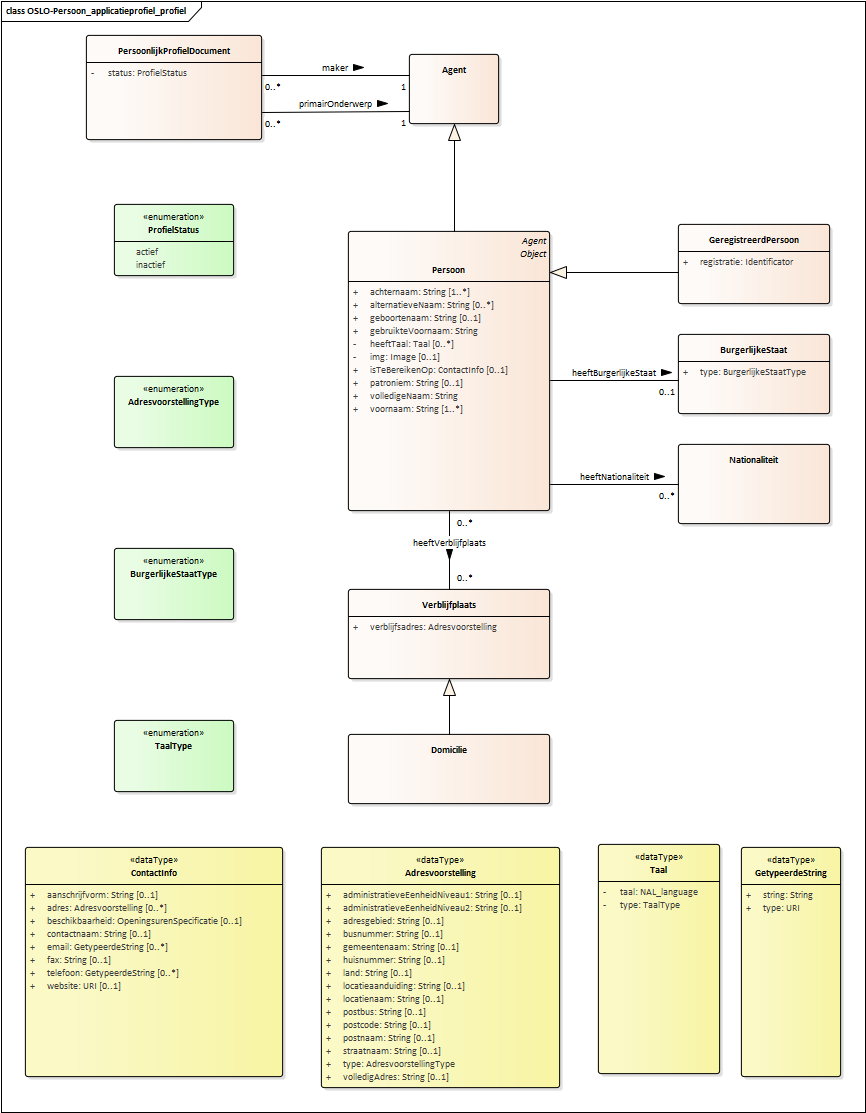 class OSLO-Persoon_applicatieprofiel_profiel
PersoonlijkProfielDocument
- status: ProfielStatus
maker
0..*
1
primairOnderwerp
0..*
1
Agent
«enumeration»
ProfielStatus
actief
inactief
Agent
Object
Persoon
+ achternaam: String [1..*]
+ alternatieveNaam: String [0..*]
+ geboortenaam: String [0..1]
+ gebruikteVoornaam: String
- heeftTaal: Taal [0..*]
- img: Image [0..1]
+ isTeBereikenOp: ContactInfo [0..1]
+ patroniem: String [0..1]
+ volledigeNaam: String
+ voornaam: String [1..*]
GeregistreerdPersoon
+ registratie: Identificator
heeftBurgerlijkeStaat
0..1
BurgerlijkeStaat
+ type: BurgerlijkeStaatType
«enumeration»
AdresvoorstellingType
heeftNationaliteit
0..*
Nationaliteit
0..*
heeftVerblijfplaats
0..*
«enumeration»
BurgerlijkeStaatType
Verblijfplaats
+ verblijfsadres: Adresvoorstelling
«enumeration»
TaalType
Domicilie
«dataType»
ContactInfo
+ aanschrijfvorm: String [0..1]
+ adres: Adresvoorstelling [0..*]
+ beschikbaarheid: OpeningsurenSpecificatie [0..1]
+ contactnaam: String [0..1]
+ email: GetypeerdeString [0..*]
+ fax: String [0..1]
+ telefoon: GetypeerdeString [0..*]
+ website: URI [0..1]
«dataType»
Adresvoorstelling
+ administratieveEenheidNiveau1: String [0..1]
+ administratieveEenheidNiveau2: String [0..1]
+ adresgebied: String [0..1]
+ busnummer: String [0..1]
+ gemeentenaam: String [0..1]
+ huisnummer: String [0..1]
+ land: String [0..1]
+ locatieaanduiding: String [0..1]
+ locatienaam: String [0..1]
+ postbus: String [0..1]
+ postcode: String [0..1]
+ postnaam: String [0..1]
+ straatnaam: String [0..1]
+ type: AdresvoorstellingType
+ volledigAdres: String [0..1]
«dataType»
Taal
- taal: NAL_language
- type: TaalType
«dataType»
GetypeerdeString
+ string: String
+ type: URI